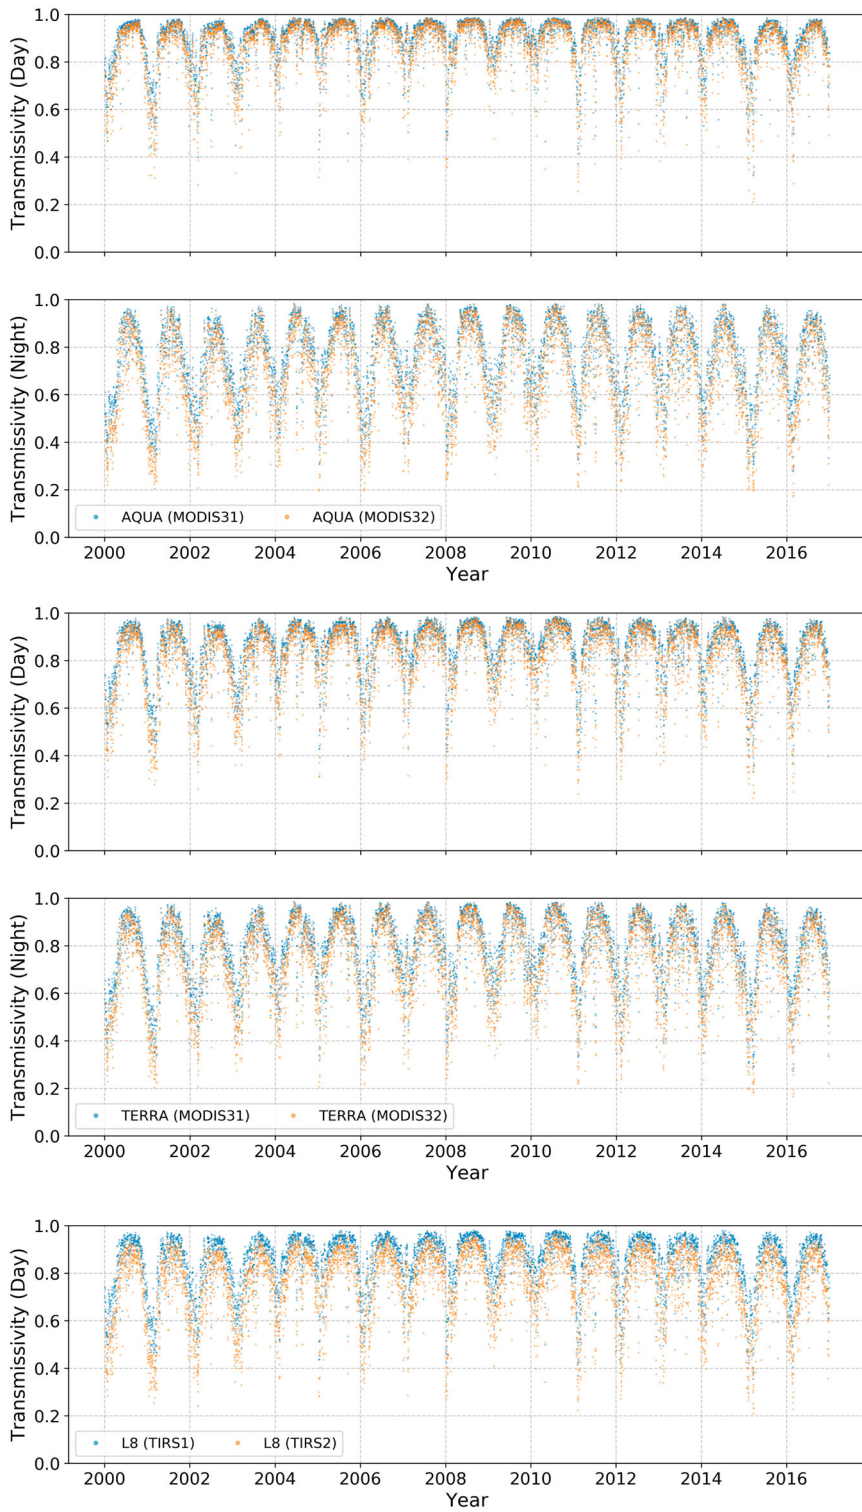 1.0
0.8
0.6
0.4
0.2
0.0
Transmissivity (Day)
1.0
0.8
0.6
0.4
0.2
0.0
Transmissivity (Night)
AQUA (MODIS31) AQUA (MODIS32)
2000 2002 2004 2006 2008 2010 2012 2014 2016
Year
1.0
0.8
0.6
0.4
0.2
0.0
Transmissivity (Day)
1.0
0.8
0.6
0.4
0.2
0.0
Transmissivity (Night)
TERRA (MODIS31) TERRA (MODIS32)
2000 2002 2004 2006 2008 2010 2012 2014 2016
Year
1.0
0.8
0.6
0.4
0.2
0.0
Transmissivity (Day)
L8 (TIRS1) L8 (TIRS2)
2000 2002 2004 2006 2008 2010 2012 2014 2016
Year